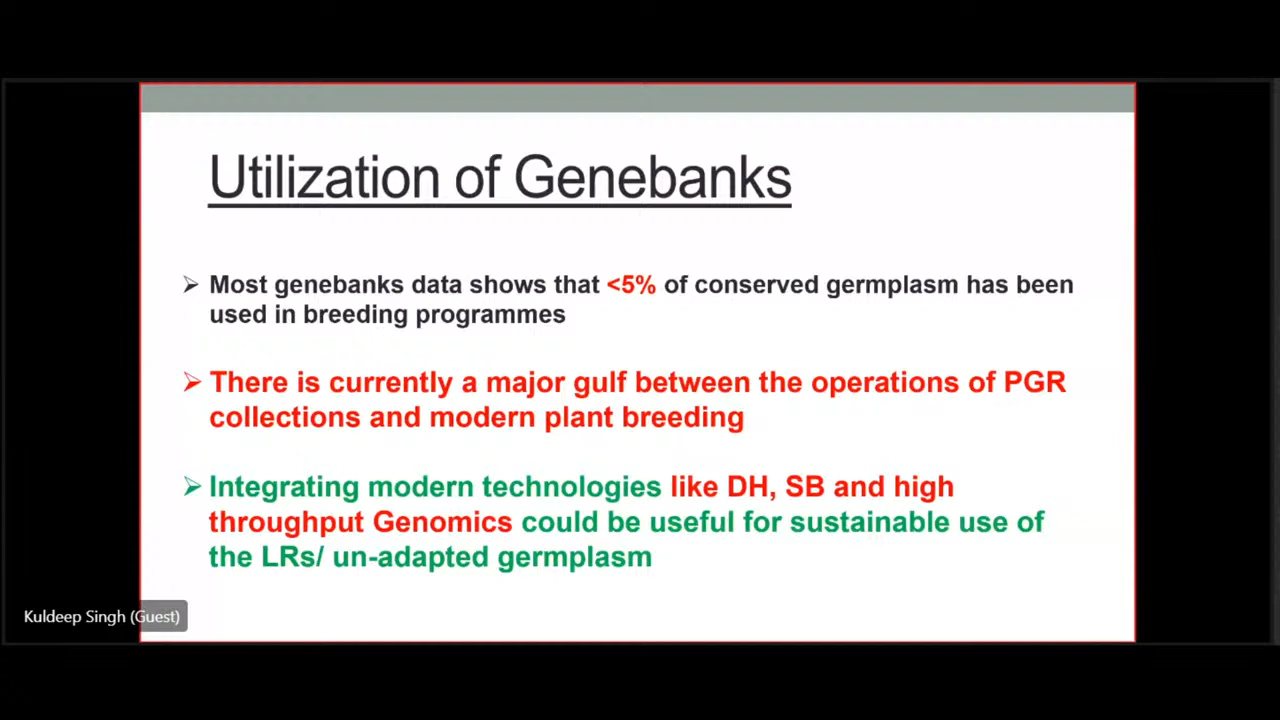 Utilization of Genebanks
➢ Most genebanks data shows that <5% of conserved germplasm has been
used in breeding programmes
➢ There is currently a major gulf between the operations of PGR
collections and modern plant breeding
➢ Integrating modern technologies like DH, SB and high
throughput Genomics could be useful for sustainable use of
the LRs/ un-adapted germplasm
Kuldeep Singh (Guest)